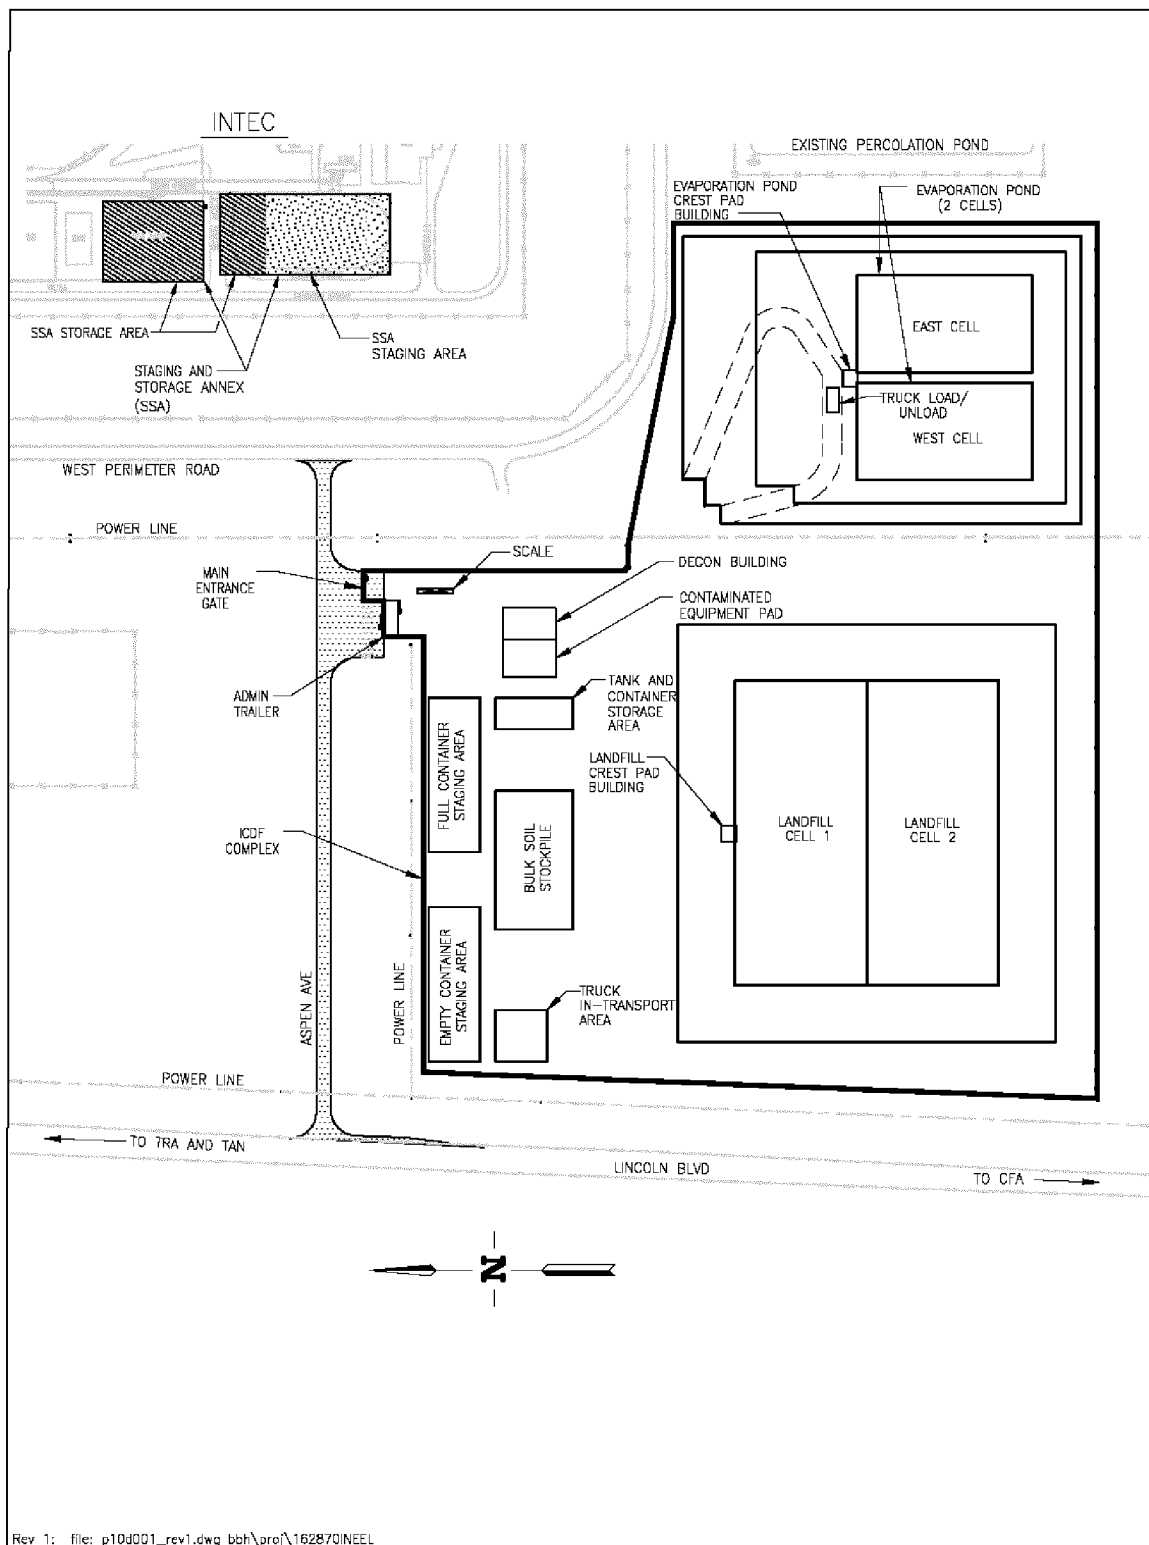 INTEC
EXISTING PERCOLATION POND
EVAPORATION POND
CREST PAD
BUILDING
EVAPORATION POND
(2 CELLS)
SSA STORAGE AREA
SSA
STAGING AREA
STAGING AND
STORAGE ANNEX
(SSA)
EAST CELL
TRUCK LOAD/
UNLOAD
WEST CELL
WEST PERIMETER ROAD
POWER LINE
SCALE
MAIN
ENTRANCE
GATE
DECON BUILDING
CONTAMINATED
EQUIPMENT PAD
ADMIN
TRAILER
TANK AND
CONTAINER
STORAGE
AREA
FULL CONTAINER
STAGING AREA
LANDFILL
CREST PAD
BUILDING
ICDF
COMPLEX
BULK SOIL
STOCKPILE
LANDFILL
CELL 1
LANDFILL
CELL 2
ASPEN AVE
POWER LINE
EMPTY CONTAINER
STAGING AREA
TRUCK
IN-TRANSPORT
AREA
POWER LINE
TO TRA AND TAN
LINCOLN BLVD
TO CFA
N
Rev 1: file: p10d001_rev1.dwg bbh\proj\162870INEEL